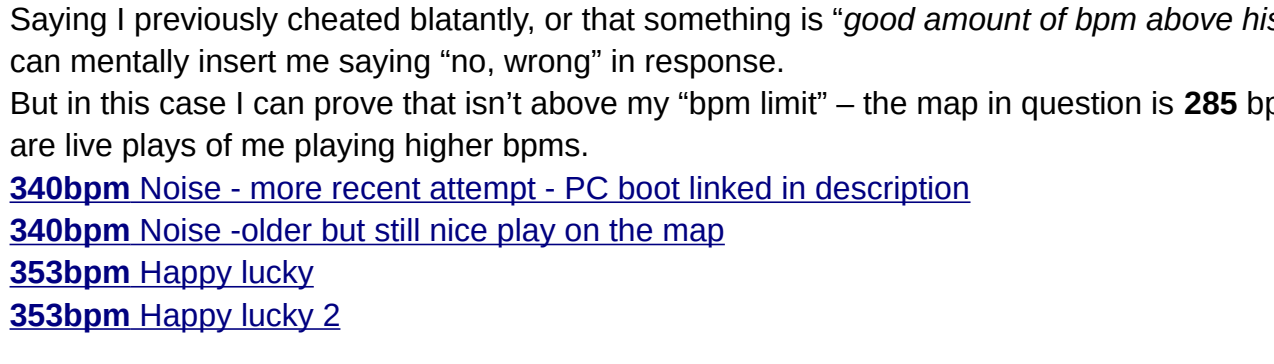 Saying I previously cheated blatantly, or that something is “good amount of bpm above his
can mentally insert me saying “no, wrong” in response.
But in this case I can prove that isn’t above my “bpm limit” – the map in question is 285
are live plays of me playing higher bpms.
340bpm Noise - more recent attempt - PC boot linked in description
340bpm Noise -older but still nice play on the map
353bpm Happy lucky
353bpm Happy lucky 2